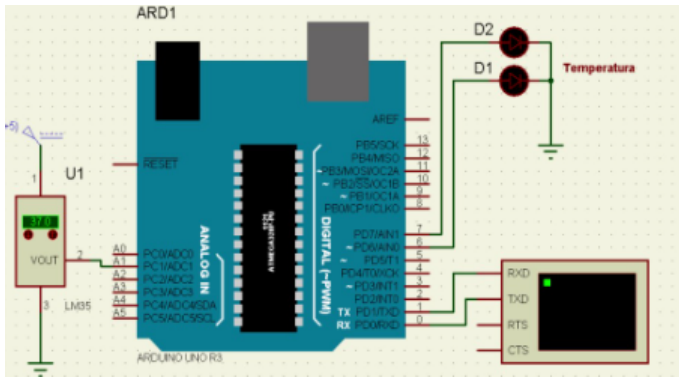 ARD1
D2
D1
Temperatura
+5)
U1
1
37.0
VOUT
2
3
LM35
RESET
AREF
PB5/SCK
PB4/MISO
~PB3/MOSI/OC2A
~ PB2/SS/OC1B
~ PB1/OC1A
PB0/ICP1/CLKO
13
12
11
10
9
8
PD7/AIN1
~ PD6/AIN0
~ PD5/T1
PD4/T0/XCK
~ PD3/INT1
PD2/INT0
TX PD1/TXD
RX PD0/RXD
7
6
5
4
3
2
1
0
A0
A1
A2
A3
A4
A5
PC0/ADC0
PC1/ADC1
PC2/ADC2
PC3/ADC3
PC4/ADC4/SDA
PC5/ADC5/SCL
ANALOG IN
DIGITAL (~PWM)
ARDUINO UNO R3
RXD
TXD
RTS
CTS